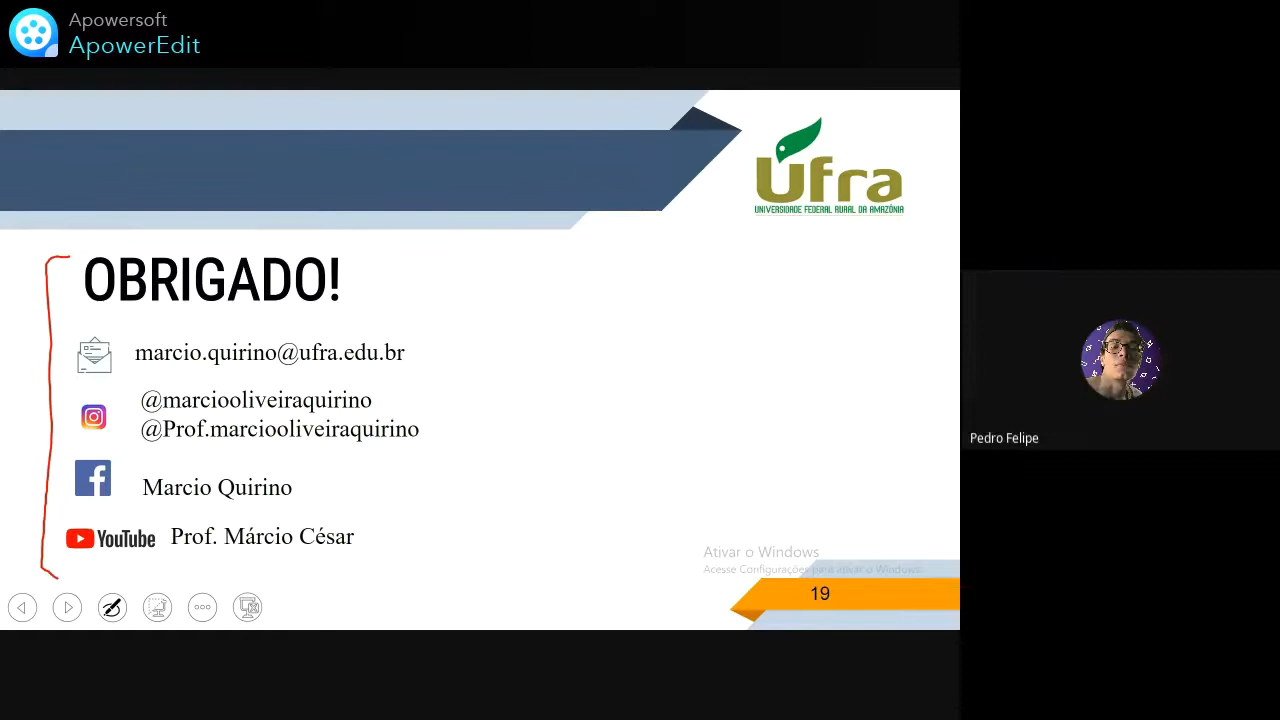 Apowersoft
ApowerEdit
Ufra
UNIVERSIDADE FEDERAL RURAL DA AMAZÔNIA
OBRIGADO!
marcio.quirino@ufra.edu.br
@marciooliveiraquirino
@Prof.marciooliveiraquirino
Marcio Quirino
YouTube Prof. Márcio César
Pedro Felipe
Ativar o Windows
Acesse Configurações para ativar o Windows.
19